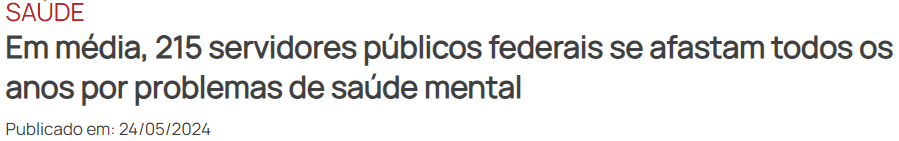 SAÚDE
Em média, 215 servidores públicos federais se afastam todos os
anos por problemas de saúde mental
Publicado em: 24/05/2024